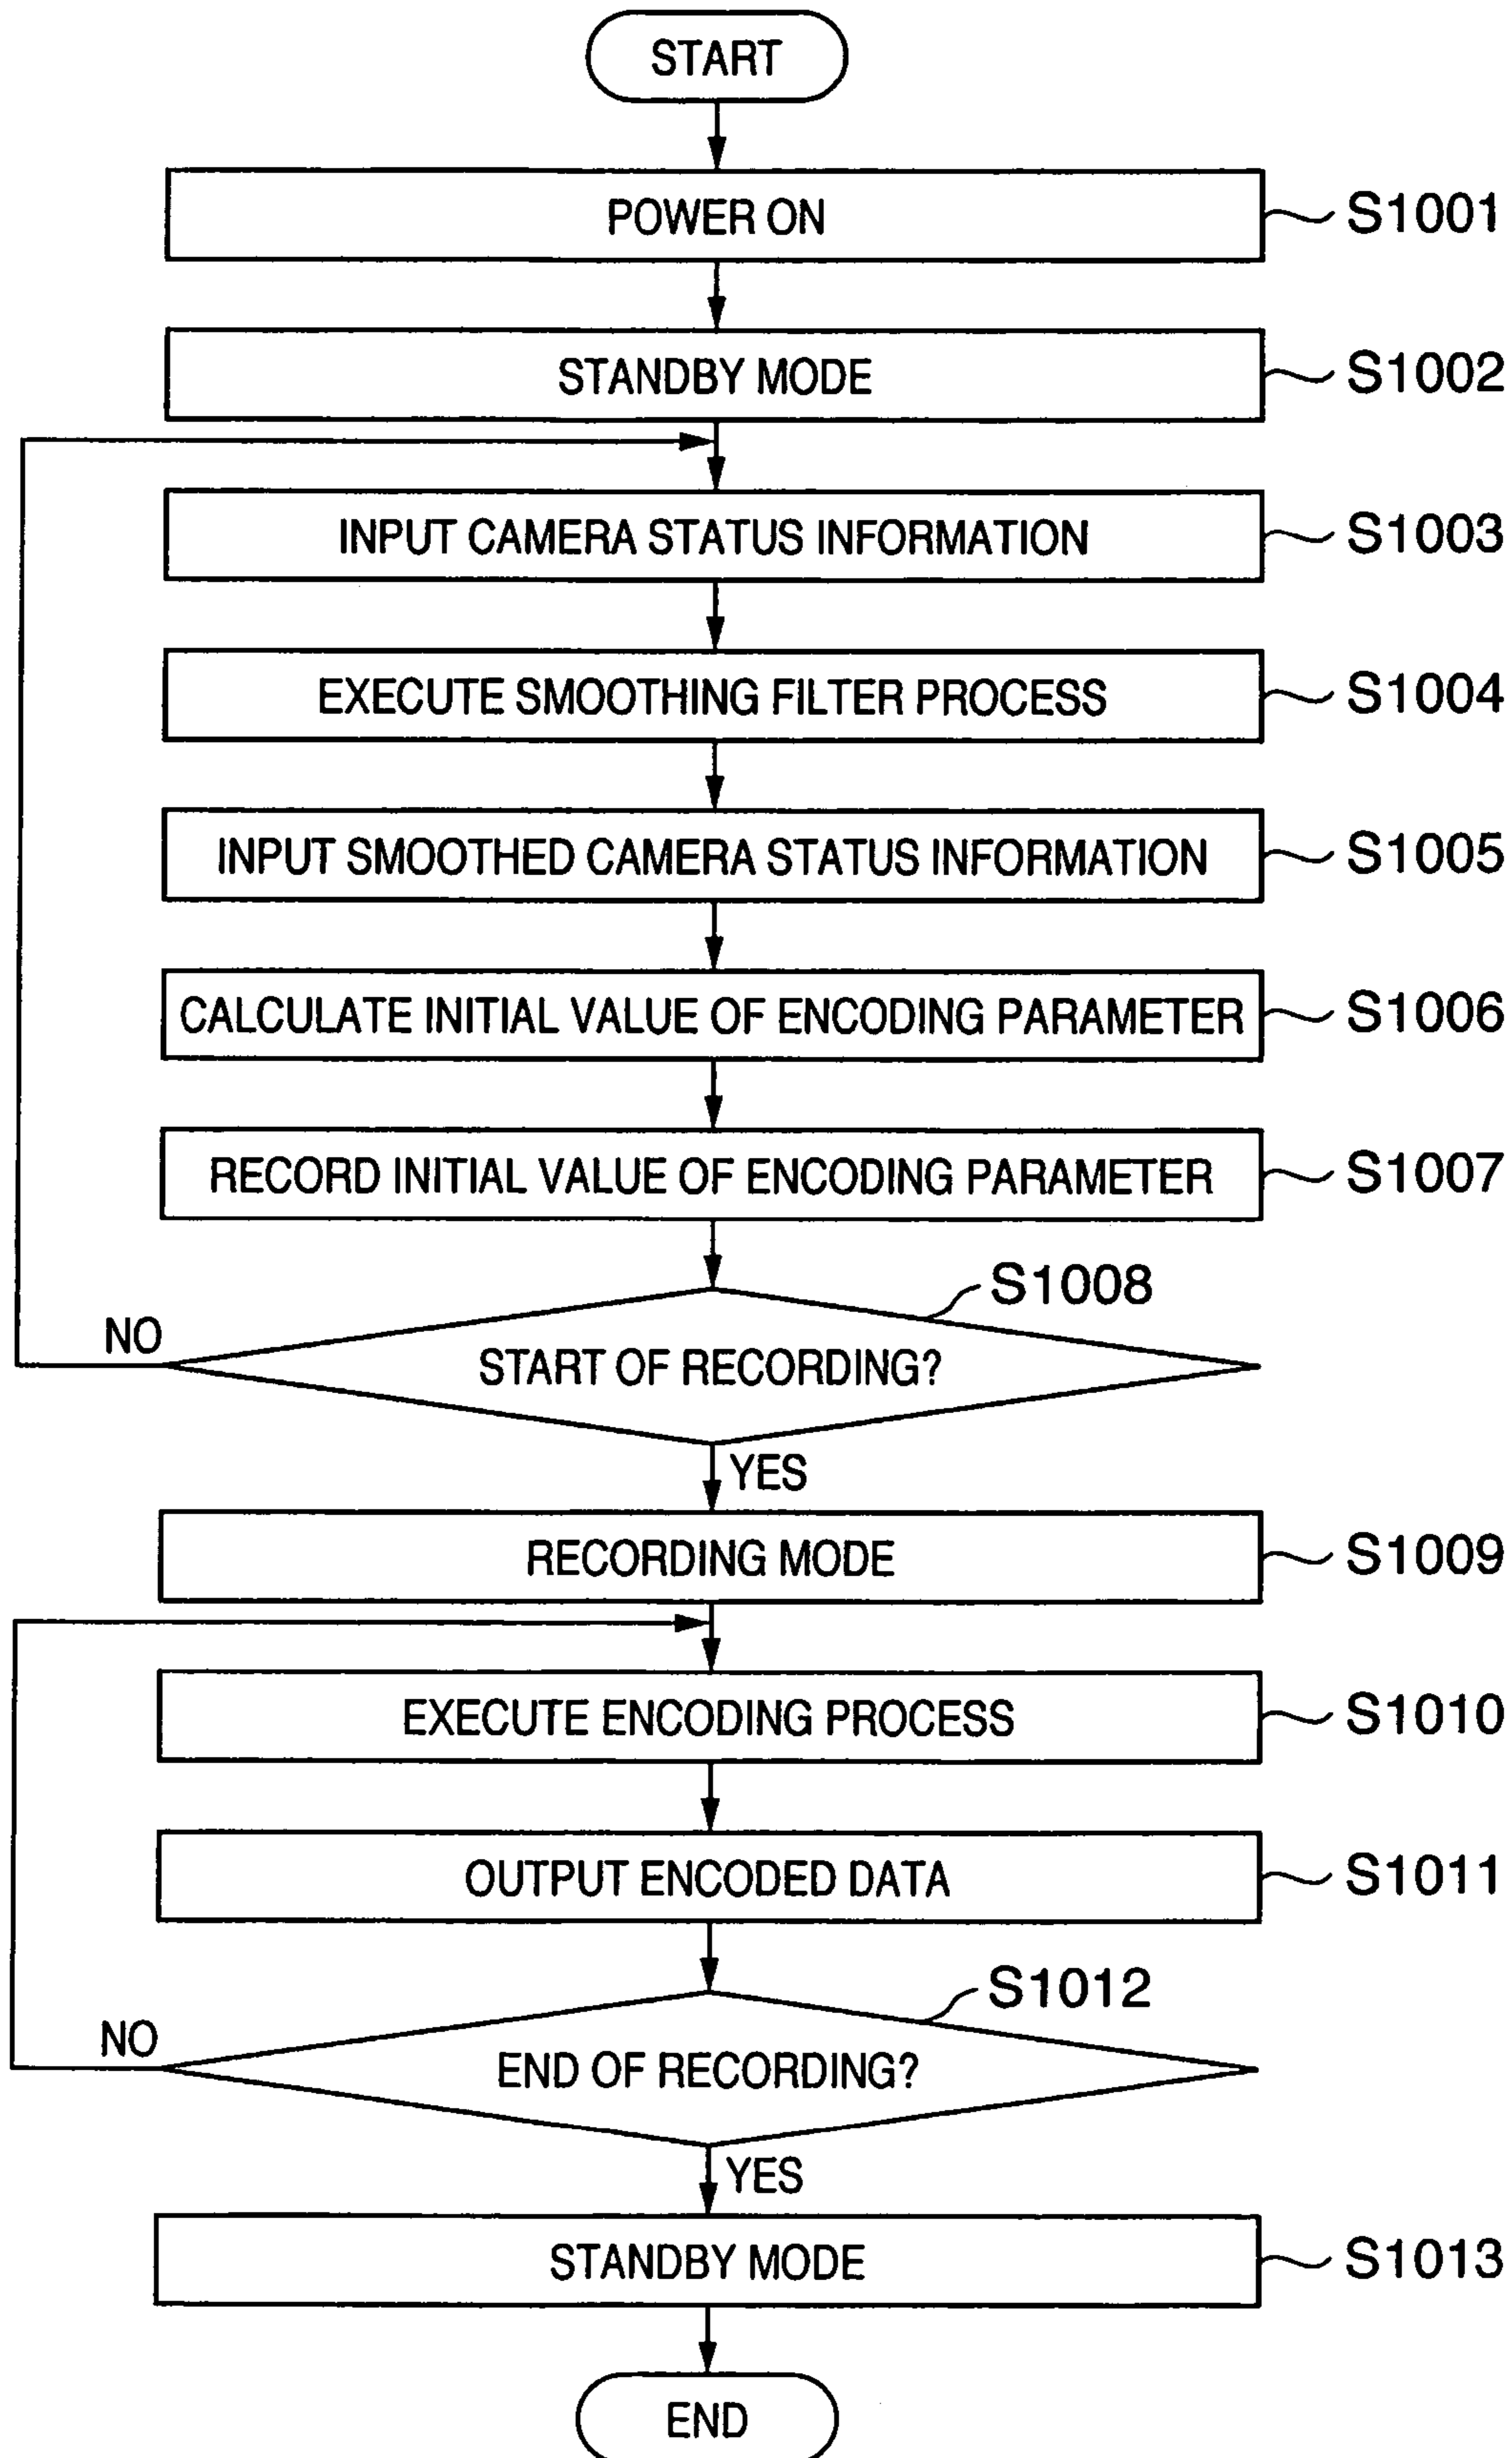 START
POWER ON
S1001
STANDBY MODE
S1002
INPUT CAMERA STATUS INFORMATION
S1003
EXECUTE SMOOTHING FILTER PROCESS
S1004
INPUT SMOOTHED CAMERA STATUS INFORMATION
S1005
CALCULATE INITIAL VALUE OF ENCODING PARAMETER
S1006
RECORD INITIAL VALUE OF ENCODING PARAMETER
S1007
S1008
NO
START OF RECORDING?
YES
RECORDING MODE
S1009
EXECUTE ENCODING PROCESS
S1010
OUTPUT ENCODED DATA
S1011
S1012
NO
END OF RECORDING?
YES
STANDBY MODE
S1013
END